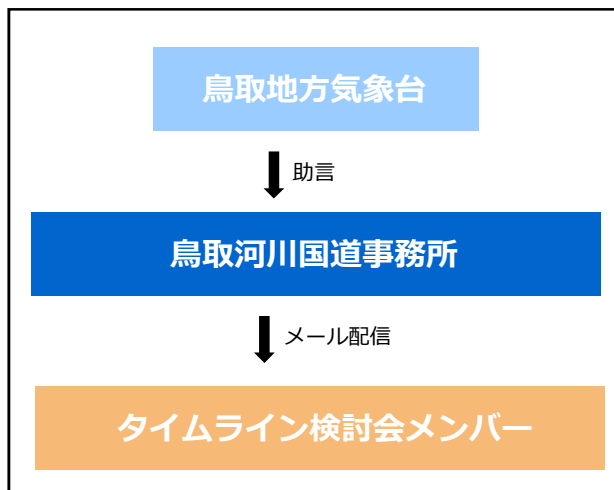 鳥取地方気象台
助言
鳥取河川国道事務所
メール配信
タイムライン検討会メンバー